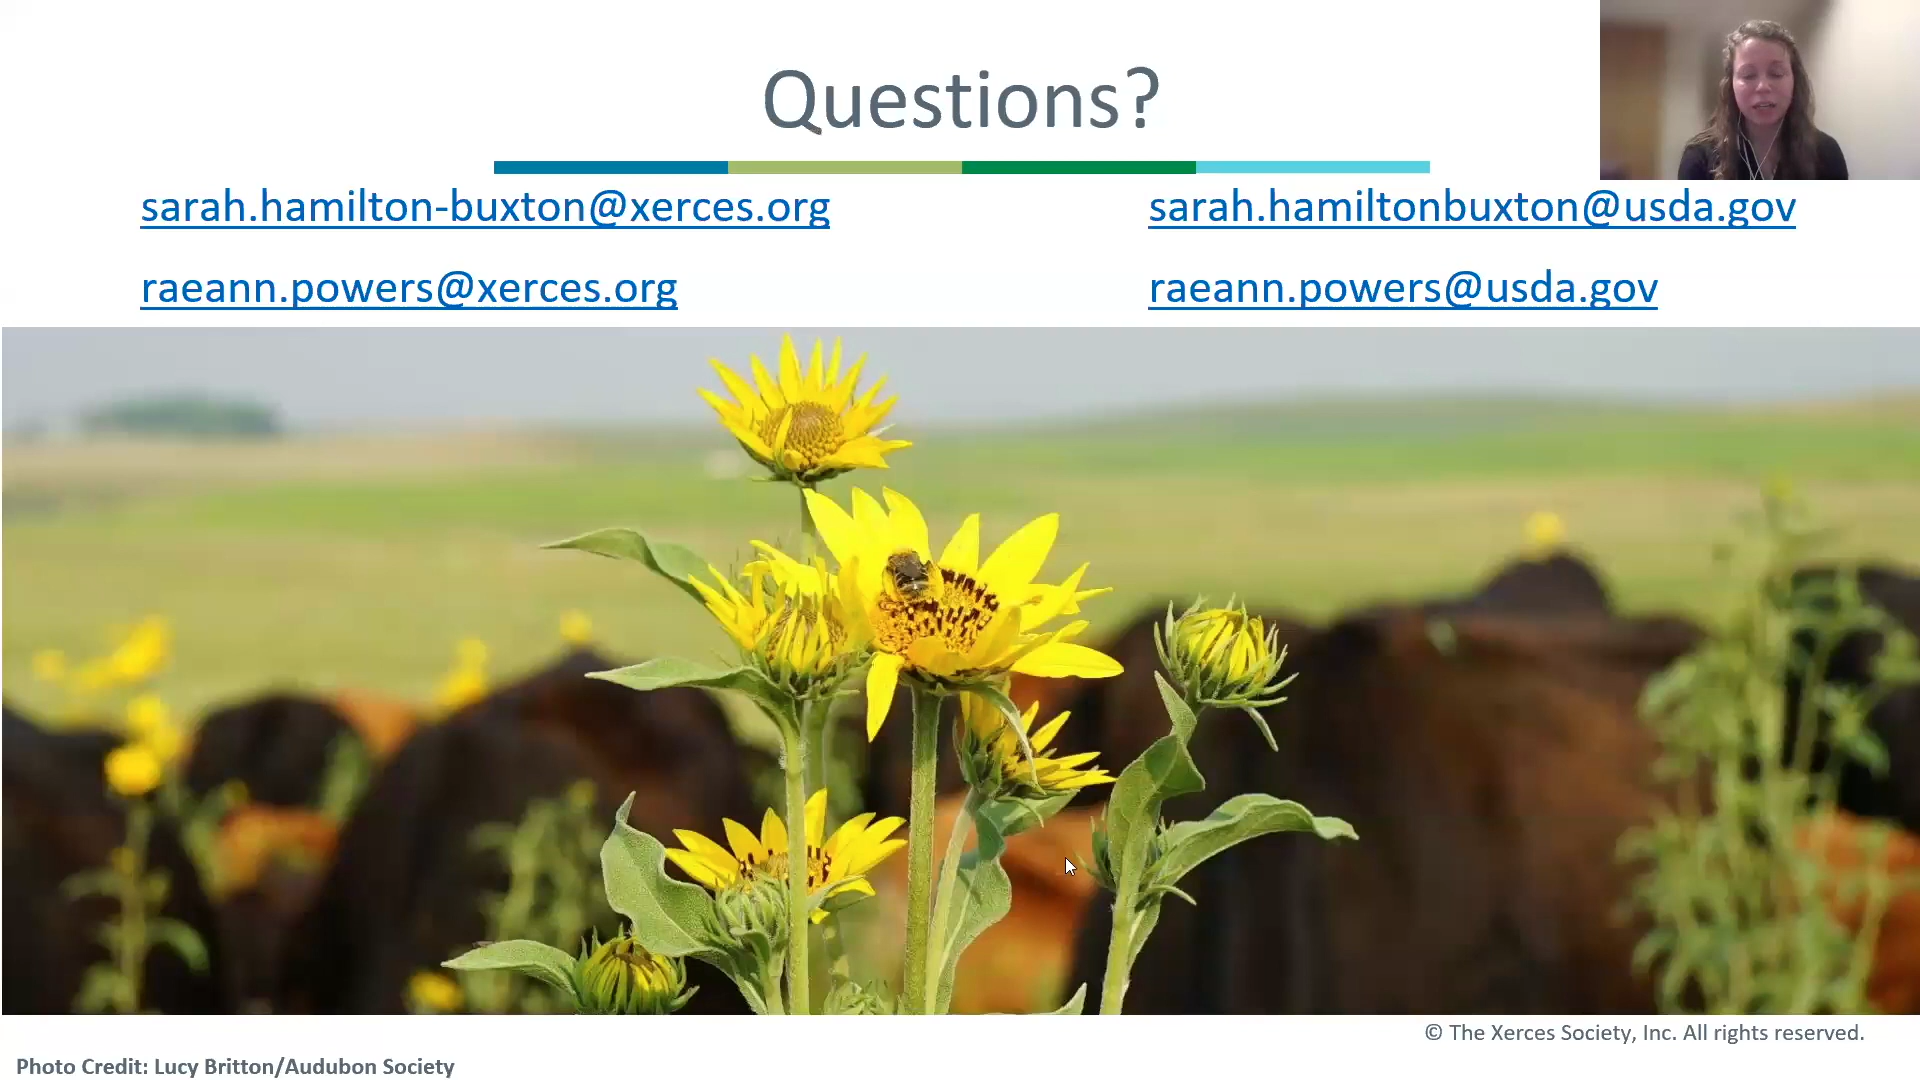 Questions?
sarah.hamilton-buxton@xerces.org
sarah.hamiltonbuxton@usda.gov
raeann.powers@xerces.org
raeann.powers@usda.gov
© The Xerces Society, Inc. All rights reserved.
Photo Credit: Lucy Britton/Audubon Society